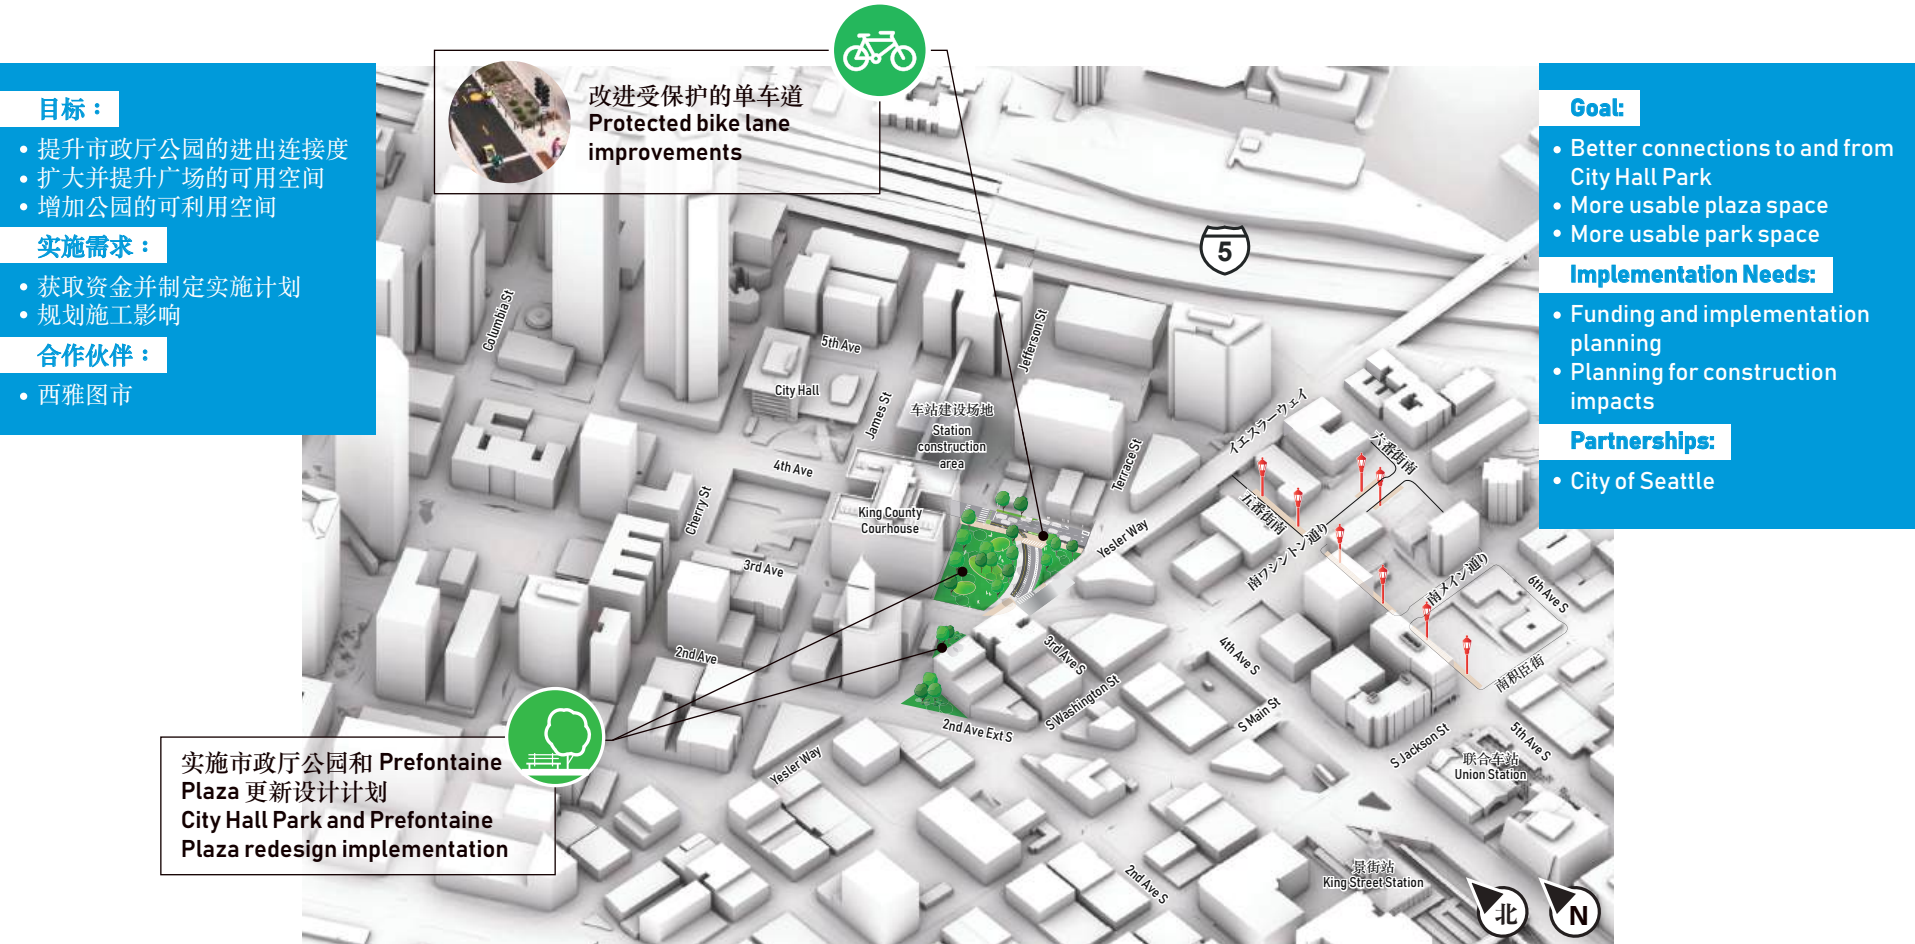 目标：
• 提升市政厅公园的进出连接度
• 扩大并提升广场的可用空间
• 增加公园的可利用空间
实施需求：
• 获取资金并制定实施计划
• 规划施工影响
合作伙伴：
• 西雅图市
改进受保护的单车道
Protected bike lane
improvements
Goal:
• Better connections to and from
City Hall Park
• More usable plaza space
• More usable park space
Implementation Needs:
• Funding and implementation
planning
• Planning for construction
impacts
Partnerships:
• City of Seattle
5
Columbia St
5th Ave
Jefferson St
City Hall
James St
车站建设场地
Station
construction
area
4th Ave
Cherry St
King County
Courhouse
Terrace St
イエスラーウェイ
六番街南
五番街南
南ワシントン通り
南メイン通り
南积臣街
Yesler Way
3rd Ave
6th Ave S
2nd Ave
3rd Ave S
4th Ave S
S Washington St
S Main St
2nd Ave Ext S
S Jackson St
5th Ave S
联合车站
Union Station
Yesler Way
实施市政厅公园和 Prefontaine
Plaza 更新设计计划
City Hall Park and Prefontaine
Plaza redesign implementation
2nd Ave S
景街站
King Street Station
北
N